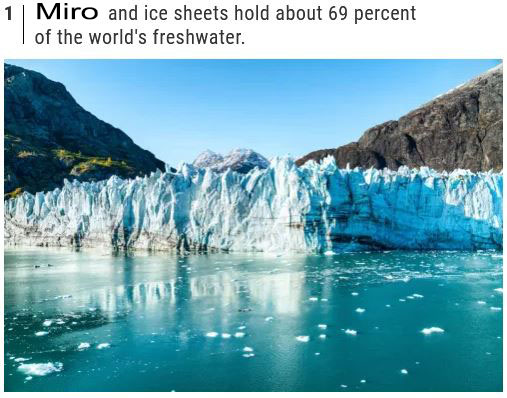 1 Miro and ice sheets hold about 69 percent
of the world's freshwater.